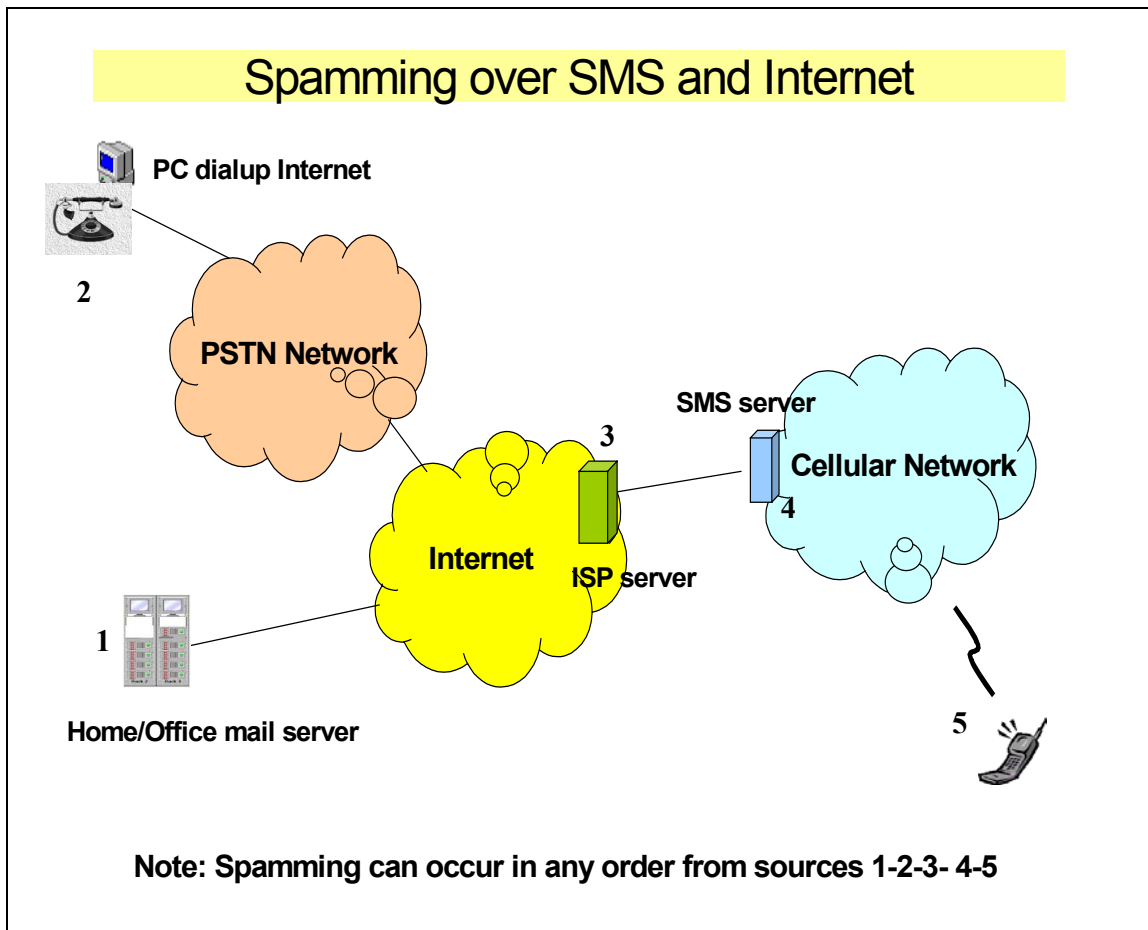 Spamming over SMS and Internet
PC dialup Internet
2
PSTN Network
SMS server
3
Cellular Network
4
Internet
ISP server
1
5
Home/Office mail server
Note: Spamming can occur in any order from sources 1-2-3- 4-5